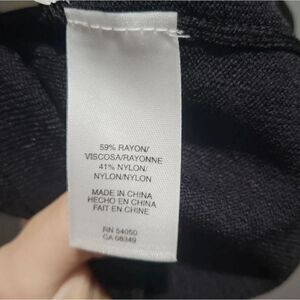 59% RAYON/
VISCOSA/RAYONNE
41% NYLON/
NYLON/NYLON
MADE IN CHINA
HECHO EN CHINA
FAIT EN CHINE
RN 54050
CA 08349